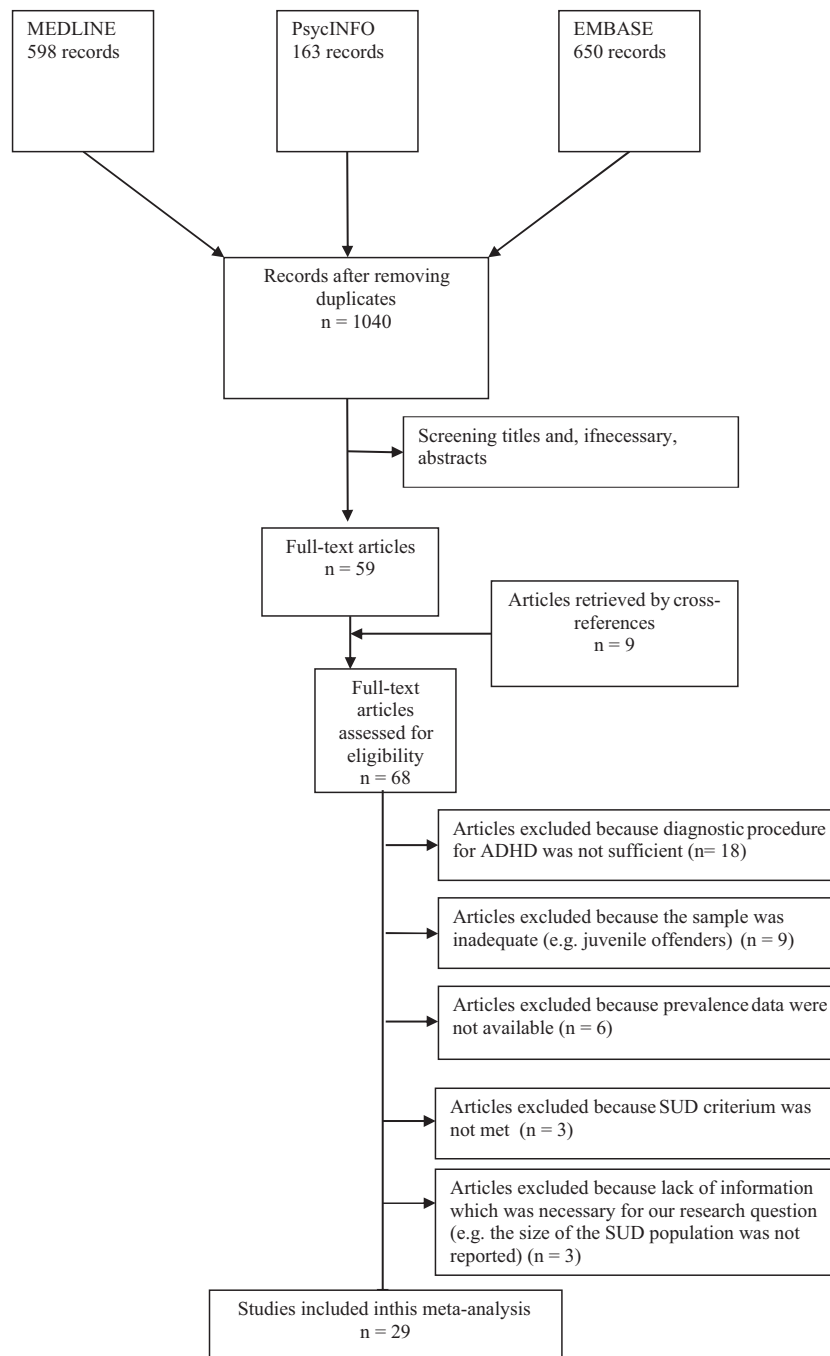 MEDLINE
598 records
PsycINFO
163 records
EMBASE
650 records
Records after removing
duplicates
n = 1040
Screening titles and, ifnecessary,
abstracts
Full-text articles
n = 59
Articles retrieved by cross-
references
n = 9
Full-text
articles
assessed for
eligibility
n = 68
Articles excluded because diagnostic procedure
for ADHD was not sufficient (n= 18)
Articles excluded because the sample was
inadequate (e.g. juvenile offenders) (n = 9)
Articles excluded because prevalence data were
not available (n = 6)
Articles excluded because SUD criterium was
not met (n = 3)
Articles excluded because lack of information
which was necessary for our research question
(e.g. the size of the SUD population was not
reported) (n = 3)
Studies included inthis meta-analysis
n = 29